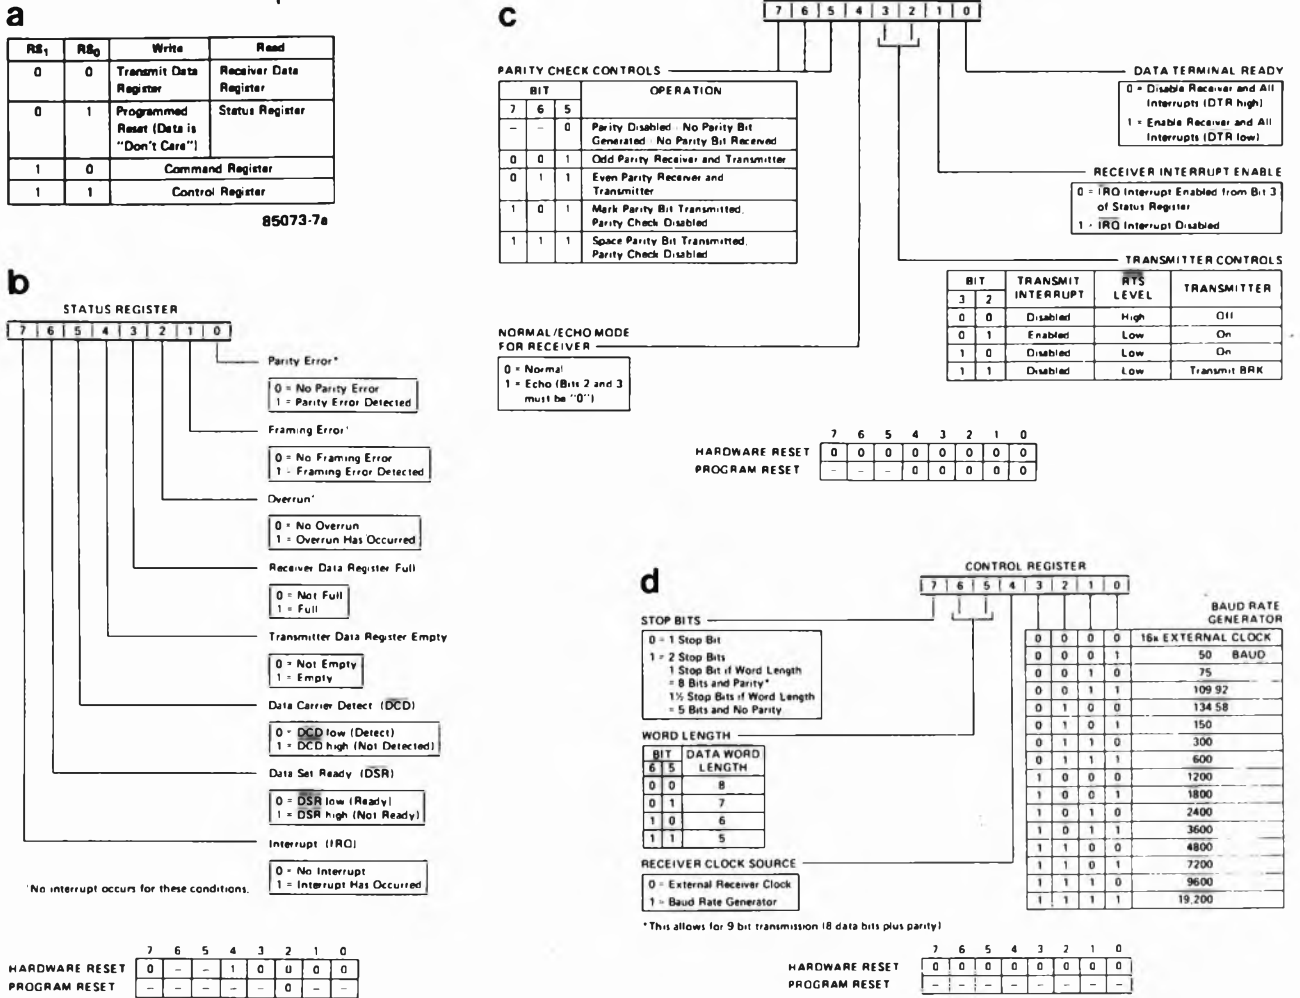 a
RS1 RS0 Write Read
0 0 Transmit Data Register Receiver Data Register
0 1 Programmed Reset (Data is "Don't Care") Status Register
1 0 Command Register
1 1 Control Register
85073-7a
b
STATUS REGISTER
7 6 5 4 3 2 1 0
Parity Error*
0 = No Parity Error
1 = Parity Error Detected
Framing Error*
0 = No Framing Error
1 = Framing Error Detected
Overrun*
0 = No Overrun
1 = Overrun Has Occurred
Receiver Data Register Full
0 = Not Full
1 = Full
Transmitter Data Register Empty
0 = Not Empty
1 = Empty
Data Carrier Detect (DCD)
0 = DCD low (Detect)
1 = DCD high (Not Detected)
Data Set Ready (DSR)
0 = DSR low (Ready)
1 = DSR high (Not Ready)
Interrupt (IRQ)
0 = No Interrupt
1 = Interrupt Has Occurred
*No interrupt occurs for these conditions.
7 6 5 4 3 2 1 0
HARDWARE RESET 0 - - 1 0 0 0 0
PROGRAM RESET - - - - - 0 - -
c
7 6 5 4 3 2 1 0
PARITY CHECK CONTROLS
BIT OPERATION
7 6 5
- - 0 Parity Disabled - No Parity Bit Generated - No Parity Bit Received
0 0 1 Odd Parity Receiver and Transmitter
0 1 1 Even Parity Receiver and Transmitter
1 0 1 Mark Parity Bit Transmitted, Parity Check Disabled
1 1 1 Space Parity Bit Transmitted, Parity Check Disabled
NORMAL/ECHO MODE
FOR RECEIVER
0 = Normal
1 = Echo (Bits 2 and 3
must be "0")
DATA TERMINAL READY
0 = Disable Receiver and All
Interrupts (DTR high)
1 = Enable Receiver and All
Interrupts (DTR low)
RECEIVER INTERRUPT ENABLE
0 = IRQ Interrupt Enabled from Bit 3
of Status Register
1 = IRQ Interrupt Disabled
TRANSMITTER CONTROLS
BIT TRANSMIT INTERRUPT RTS LEVEL TRANSMITTER
3 2
0 0 Disabled High Off
0 1 Enabled Low On
1 0 Disabled Low On
1 1 Disabled Low Transmit BRK
7 6 5 4 3 2 1 0
HARDWARE RESET 0 0 0 0 0 0 0 0
PROGRAM RESET - - - 0 0 0 0 0
d
CONTROL REGISTER
7 6 5 4 3 2 1 0
STOP BITS
0 = 1 Stop Bit
1 = 2 Stop Bits
1 Stop Bit if Word Length
= 8 Bits and Parity*
1½ Stop Bits if Word Length
= 5 Bits and No Parity
WORD LENGTH
BIT DATA WORD LENGTH
6 5
0 0 8
0 1 7
1 0 6
1 1 5
RECEIVER CLOCK SOURCE
0 = External Receiver Clock
1 = Baud Rate Generator
BAUD RATE
GENERATOR
0 0 0 0 16x EXTERNAL CLOCK
0 0 0 1 50 BAUD
0 0 1 0 75
0 0 1 1 109.92
0 1 0 0 134.58
0 1 0 1 150
0 1 1 0 300
0 1 1 1 600
1 0 0 0 1200
1 0 0 1 1800
1 0 1 0 2400
1 0 1 1 3600
1 1 0 0 4800
1 1 0 1 7200
1 1 1 0 9600
1 1 1 1 19,200
*This allows for 9 bit transmission (8 data bits plus parity)
7 6 5 4 3 2 1 0
HARDWARE RESET 0 0 0 0 0 0 0 0
PROGRAM RESET - - - - - - - -